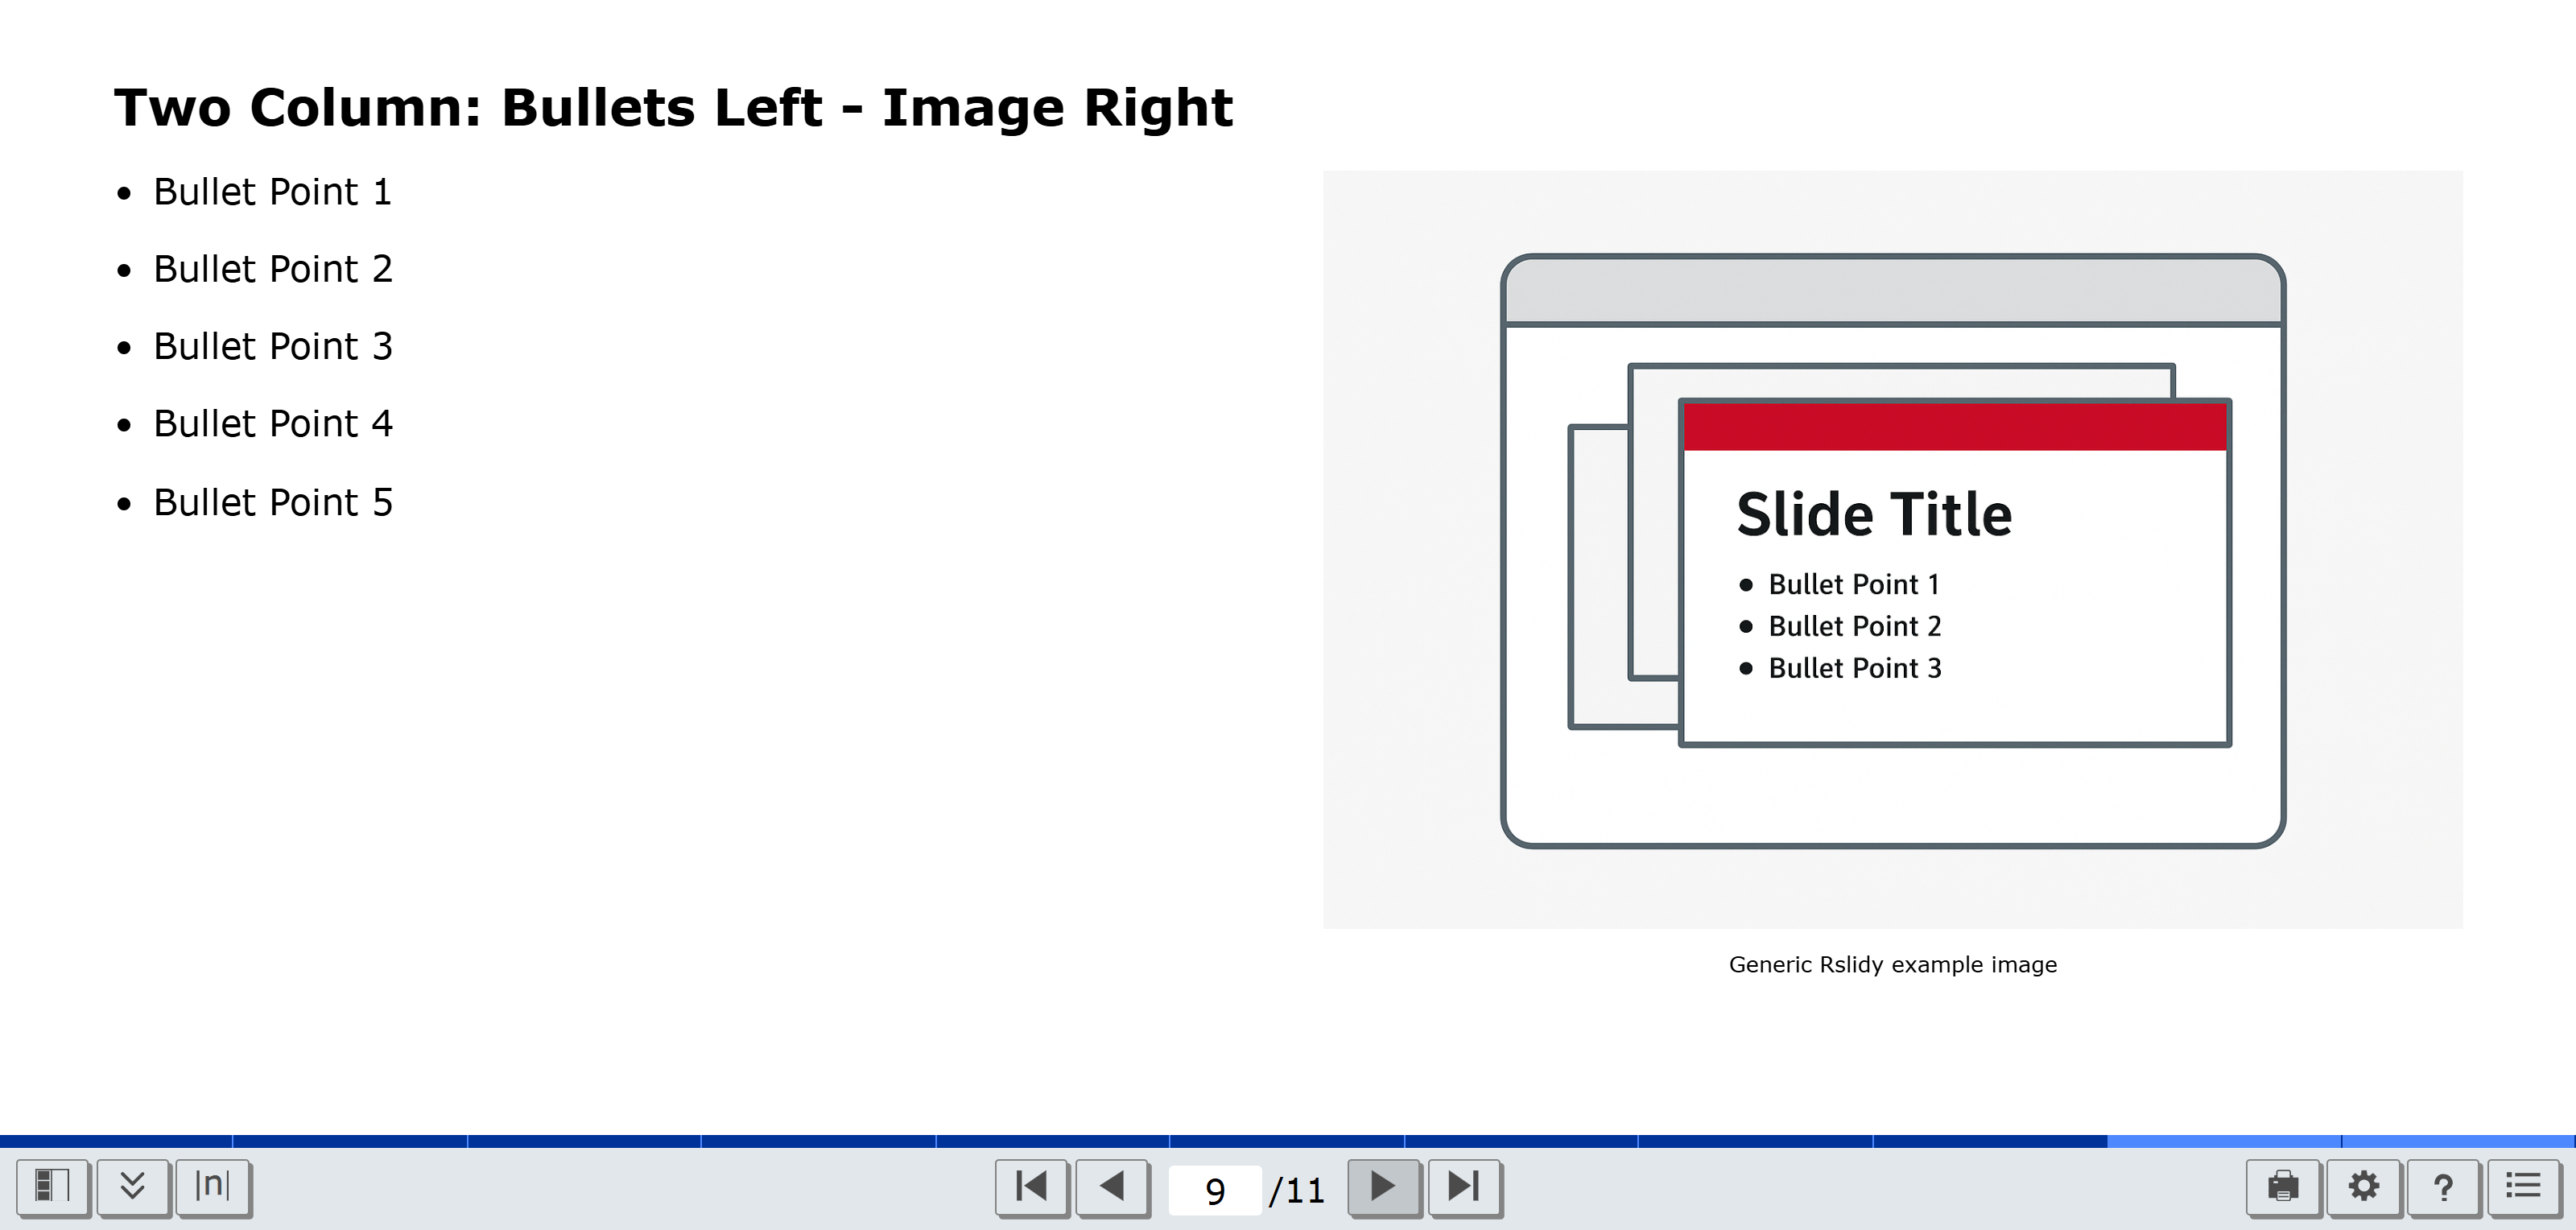 Two Column: Bullets Left - Image Right
• Bullet Point 1
• Bullet Point 2
• Bullet Point 3
• Bullet Point 4
• Bullet Point 5
Slide Title
• Bullet Point 1
• Bullet Point 2
• Bullet Point 3
Generic Rslidy example image
|n|
9 /11
?